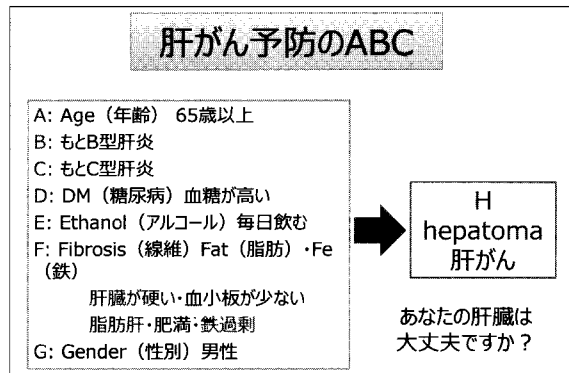 肝がん予防のABC
A: Age（年齢） 65歳以上
B: もとB型肝炎
C: もとC型肝炎
D: DM（糖尿病）血糖が高い
E: Ethanol（アルコール）毎日飲む
F: Fibrosis（線維）Fat（脂肪）・Fe
（鉄）
肝臓が硬い・血小板が少ない
脂肪肝・肥満・鉄過剰
G: Gender（性別）男性
H
hepatoma
肝がん
あなたの肝臓は
大丈夫ですか？